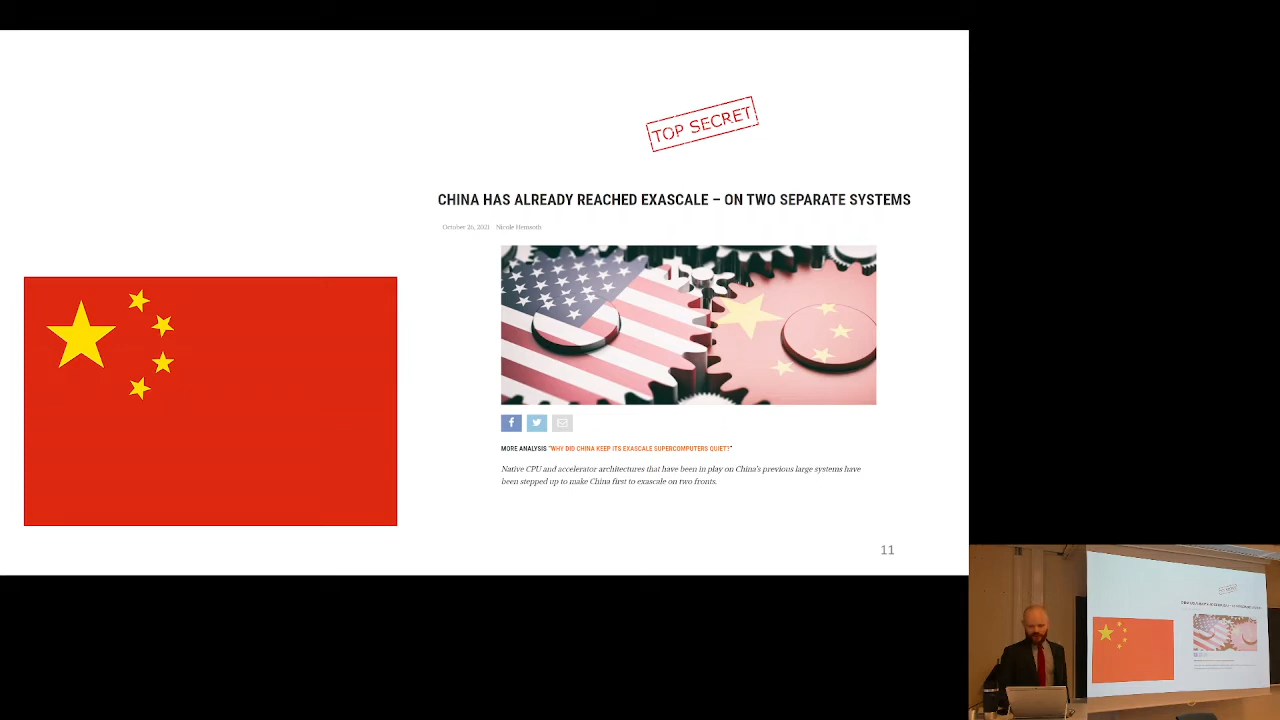 TOP SECRET
CHINA HAS ALREADY REACHED EXASCALE – ON TWO SEPARATE SYSTEMS
October 26, 2021 Nicole Hemsoth
MORE ANALYSIS "WHY DID CHINA KEEP ITS EXASCALE SUPERCOMPUTERS QUIET?"
Native CPU and accelerator architectures that have been in play on China's previous large systems have
been stepped up to make China first to exascale on two fronts.
11